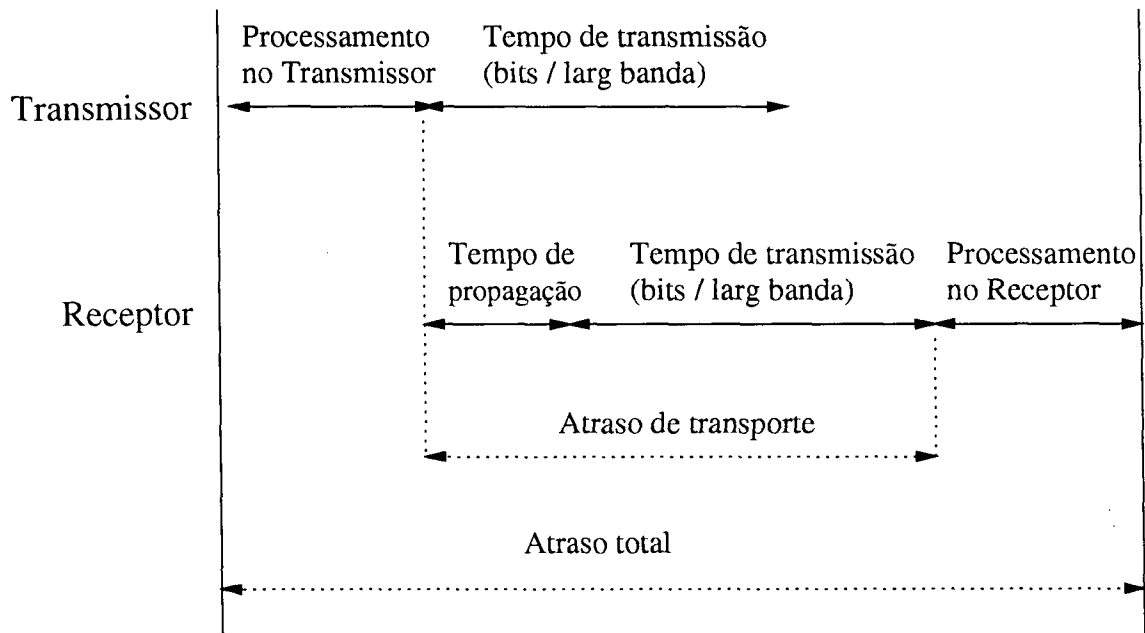 Processamento
no Transmissor
Tempo de transmissão
(bits / larg banda)
Transmissor
Tempo de
propagação
Tempo de transmissão
(bits / larg banda)
Processamento
no Receptor
Receptor
Atraso de transporte
Atraso total